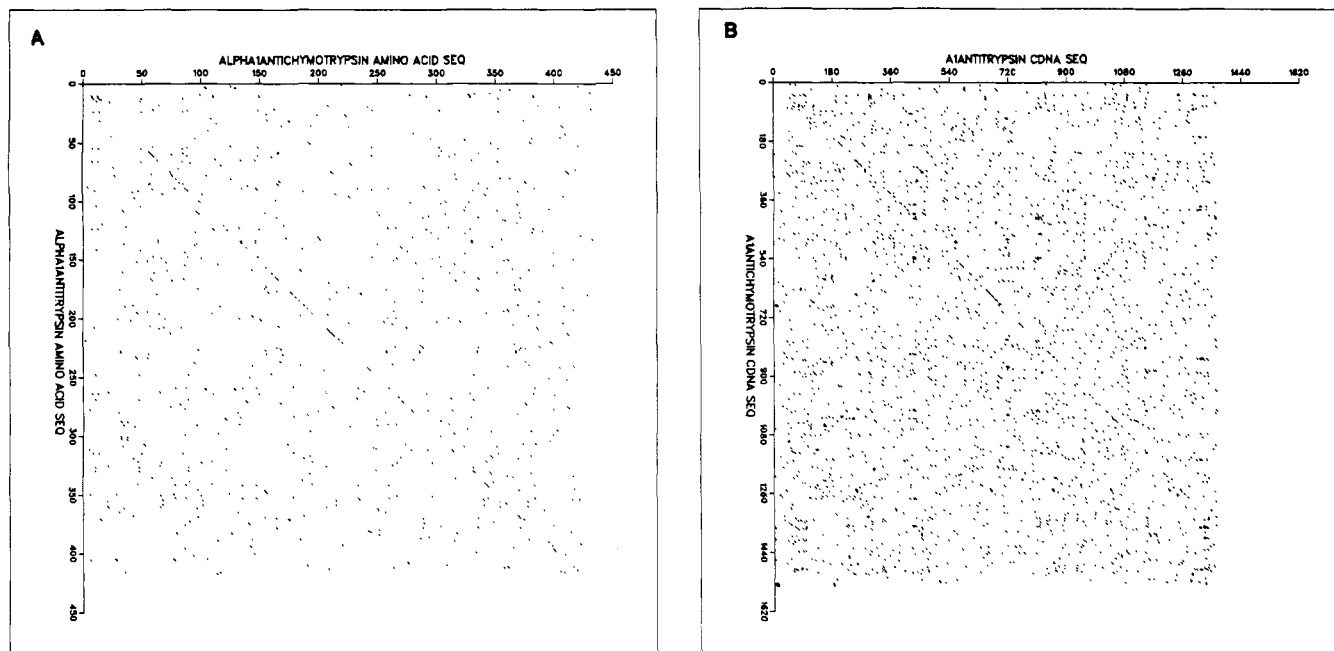 A
ALPHA1ANTICHYMOTRYPSIN AMINO ACID SEQ
0 50 100 150 200 250 300 350 400 450
0
50
100
150
200
250
300
350
400
450
ALPHA1ANTITRYPSIN AMINO ACID SEQ
B
A1ANTITRYPSIN CDNA SEQ
0 180 360 540 720 900 1080 1260 1440 1620
0
180
360
540
720
900
1080
1260
1440
1620
A1ANTICHYMOTRYPSIN CDNA SEQ